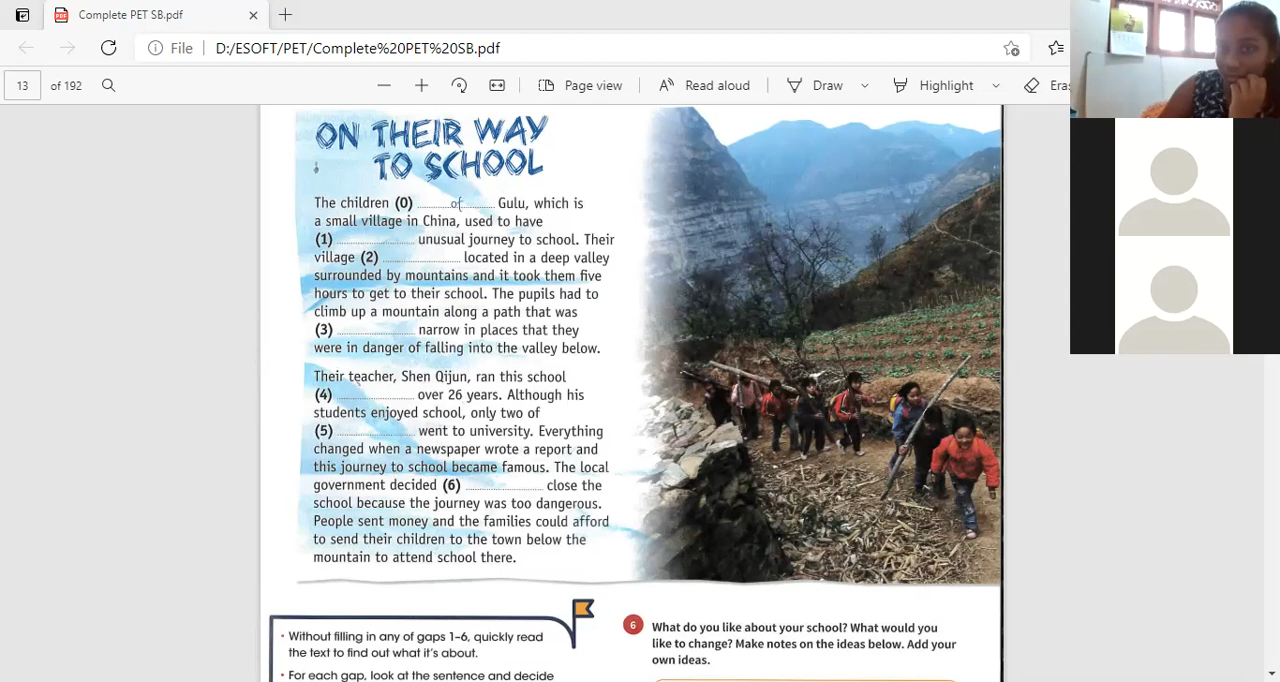 Complete PET SB.pdf
File D:/ESOFT/PET/Complete%20PET%20SB.pdf
13 of 192 Page view Read aloud Draw Highlight
ON THEIR WAY
TO SCHOOL
The children (0) ..........of.......... Gulu, which is
a small village in China, used to have
(1) .................... unusual journey to school. Their
village (2) .................... located in a deep valley
surrounded by mountains and it took them five
hours to get to their school. The pupils had to
climb up a mountain along a path that was
(3) .................... narrow in places that they
were in danger of falling into the valley below.
Their teacher, Shen Qijun, ran this school
(4) .................... over 26 years. Although his
students enjoyed school, only two of
(5) .................... went to university. Everything
changed when a newspaper wrote a report and
this journey to school became famous. The local
government decided (6) .................... close the
school because the journey was too dangerous.
People sent money and the families could afford
to send their children to the town below the
mountain to attend school there.
• Without filling in any of gaps 1–6, quickly read
the text to find out what it's about.
• For each gap, look at the sentence and decide
6 What do you like about your school? What would you
like to change? Make notes on the ideas below. Add your
own ideas.